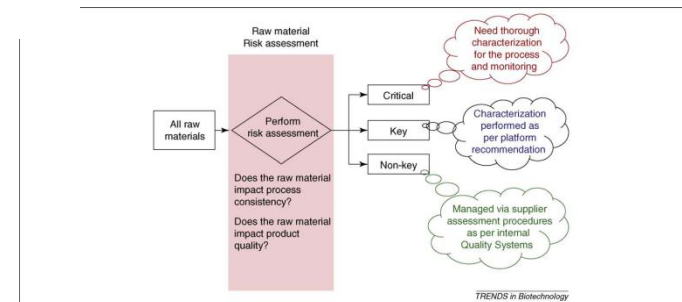 Raw material
Risk assessment
All raw
materials
Perform
risk assessment
Does the raw material
impact process
consistency?
Does the raw material
impact product
quality?
Critical
Key
Non-key
Need thorough
characterization
for the process
and monitoring
Characterization
performed as
per platform
recommendation
Managed via supplier
assessment procedures
as per internal
Quality Systems
TRENDS in Biotechnology